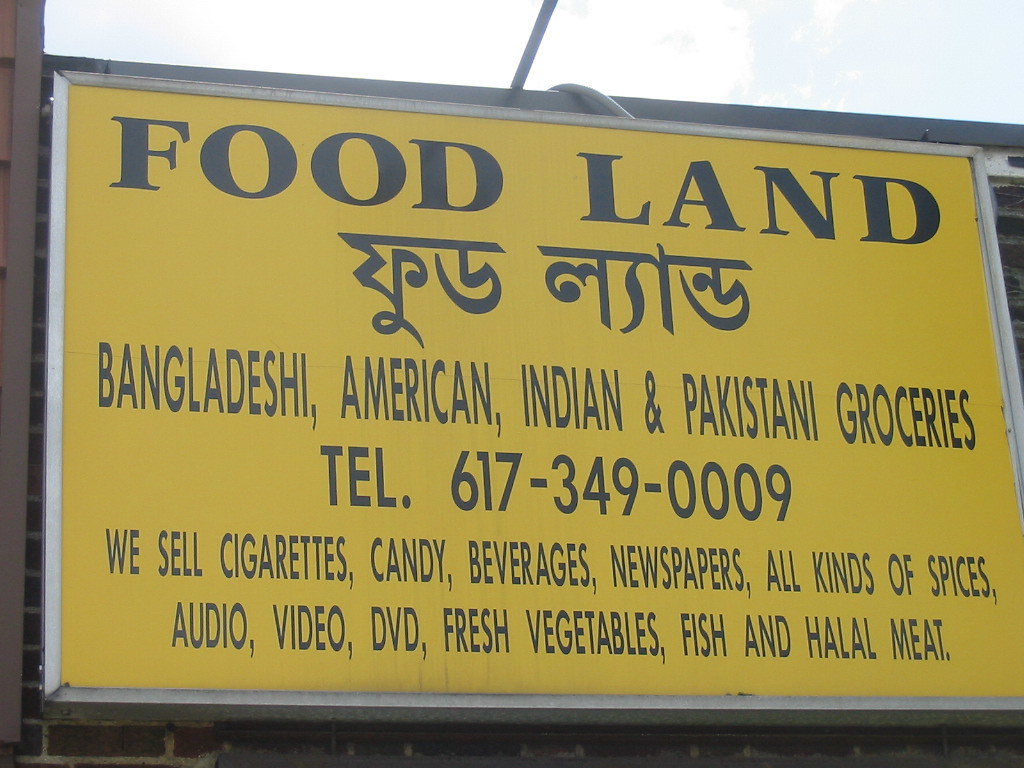 FOOD LAND
ফুড ল্যান্ড
BANGLADESHI, AMERICAN, INDIAN & PAKISTANI GROCERIES
TEL. 617-349-0009
WE SELL CIGARETTES, CANDY, BEVERAGES, NEWSPAPERS, ALL KINDS OF SPICES,
AUDIO, VIDEO, DVD, FRESH VEGETABLES, FISH AND HALAL MEAT.